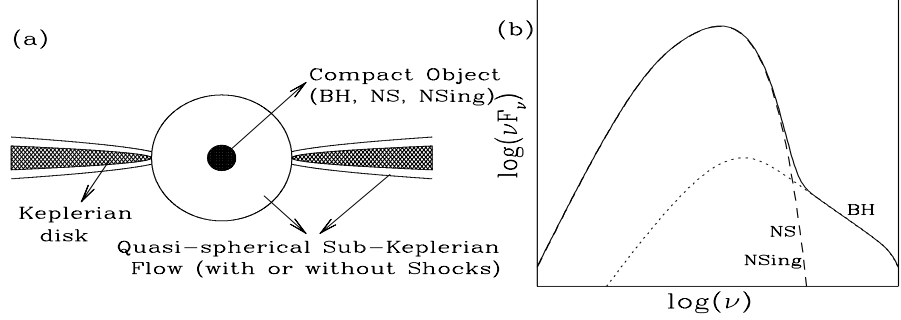 (a)
Compact Object
(BH, NS, NSing)
Keplerian
disk
Quasi-spherical Sub-Keplerian
Flow (with or without Shocks)
(b)
log(νFν)
BH
NS
NSing
log(ν)